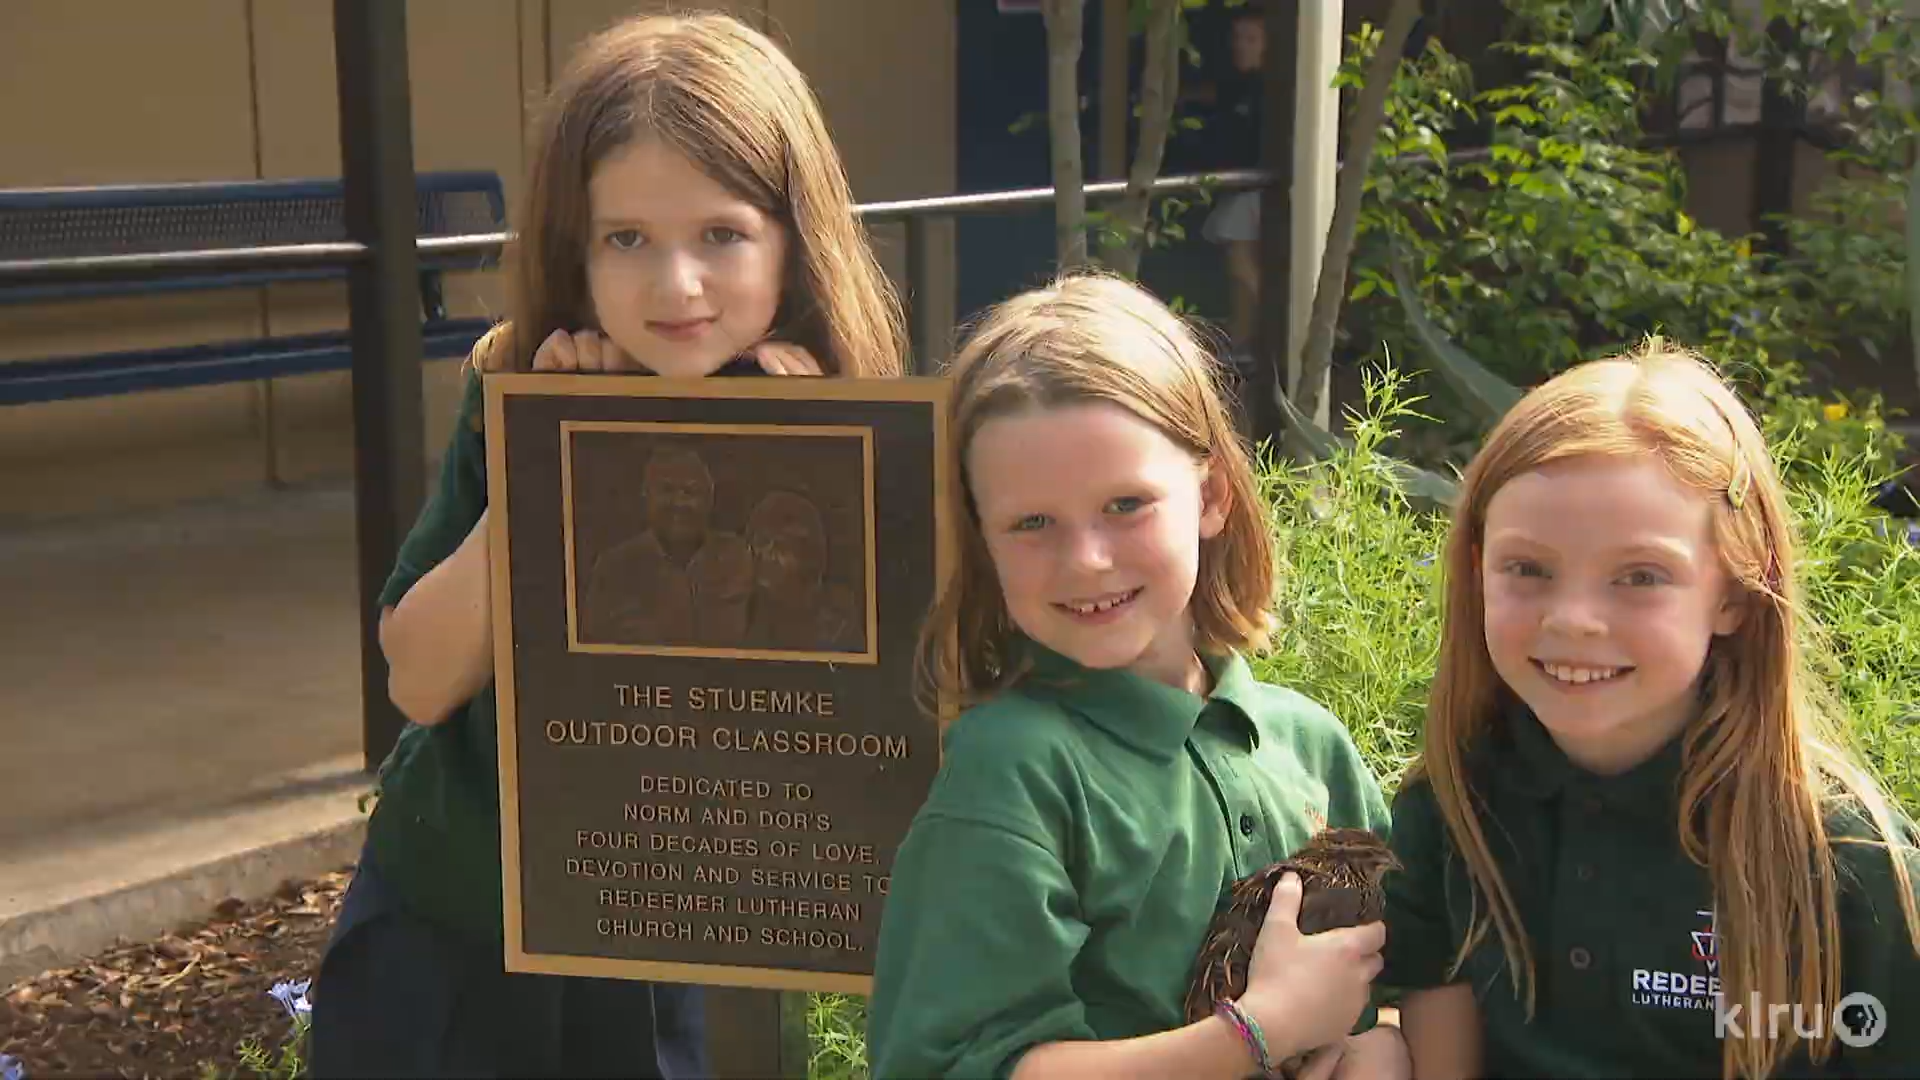 THE STUEMKE
OUTDOOR CLASSROOM
DEDICATED TO
NORM AND DOR'S
FOUR DECADES OF LOVE,
DEVOTION AND SERVICE TO
REDEEMER LUTHERAN
CHURCH AND SCHOOL.
LUTHERAN
klru